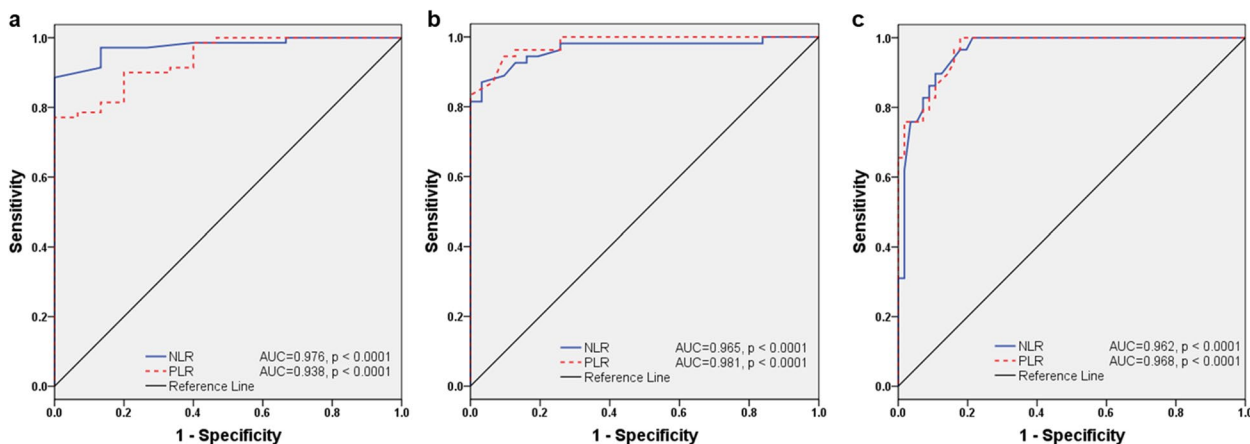 a
1.0
0.8
0.6
0.4
0.2
0.0
Sensitivity
NLR AUC=0.976, p < 0.0001
PLR AUC=0.938, p < 0.0001
Reference Line
0.0 0.2 0.4 0.6 0.8 1.0
1 - Specificity
b
1.0
0.8
0.6
0.4
0.2
0.0
Sensitivity
NLR AUC=0.965, p < 0.0001
PLR AUC=0.981, p < 0.0001
Reference Line
0.0 0.2 0.4 0.6 0.8 1.0
1 - Specificity
c
1.0
0.8
0.6
0.4
0.2
0.0
Sensitivity
NLR AUC=0.962, p < 0.0001
PLR AUC=0.968, p < 0.0001
Reference Line
0.0 0.2 0.4 0.6 0.8 1.0
1 - Specificity